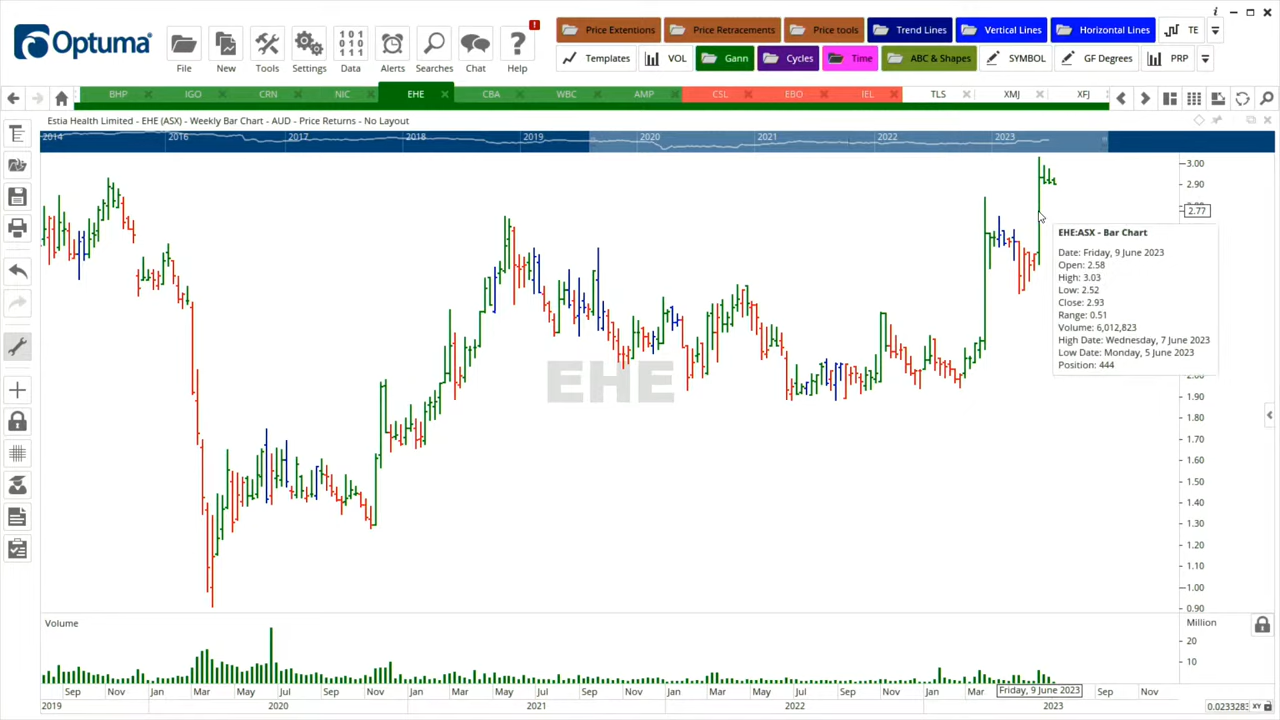 i
Optuma
File
New
Tools
Settings
101
010
101
Data
Alerts
Searches
Chat
!
?
Help
Price Extentions
Price Retracements
Price tools
Trend Lines
Vertical Lines
Horizontal Lines
TE
Templates
VOL
Gann
Cycles
Time
ABC & Shapes
SYMBOL
GF Degrees
PRP
BHP
IGO
CRN
NIC
EHE
CBA
WBC
AMP
CSL
EBO
IEL
TLS
XMJ
XFJ
Estia Health Limited - EHE (ASX) - Weekly Bar Chart - AUD - Price Returns - No Layout
2014
2016
2017
2018
2019
2020
2021
2022
2023
3.00
2.90
2.77
EHE:ASX - Bar Chart
Date: Friday, 9 June 2023
Open: 2.58
High: 3.03
Low: 2.52
Close: 2.93
Range: 0.51
Volume: 6,012,823
High Date: Wednesday, 7 June 2023
Low Date: Monday, 5 June 2023
Position: 444
EHE
1.90
1.80
1.70
1.60
1.50
1.40
1.30
1.20
1.10
1.00
0.90
Volume
Million
20
10
Sep
Nov
Jan
Mar
May
Jul
Sep
Nov
Jan
Mar
May
Jul
Sep
Nov
Jan
Mar
May
Jul
Sep
Nov
Jan
Mar
Friday, 9 June 2023
Sep
Nov
2019
2020
2021
2022
2023
XY